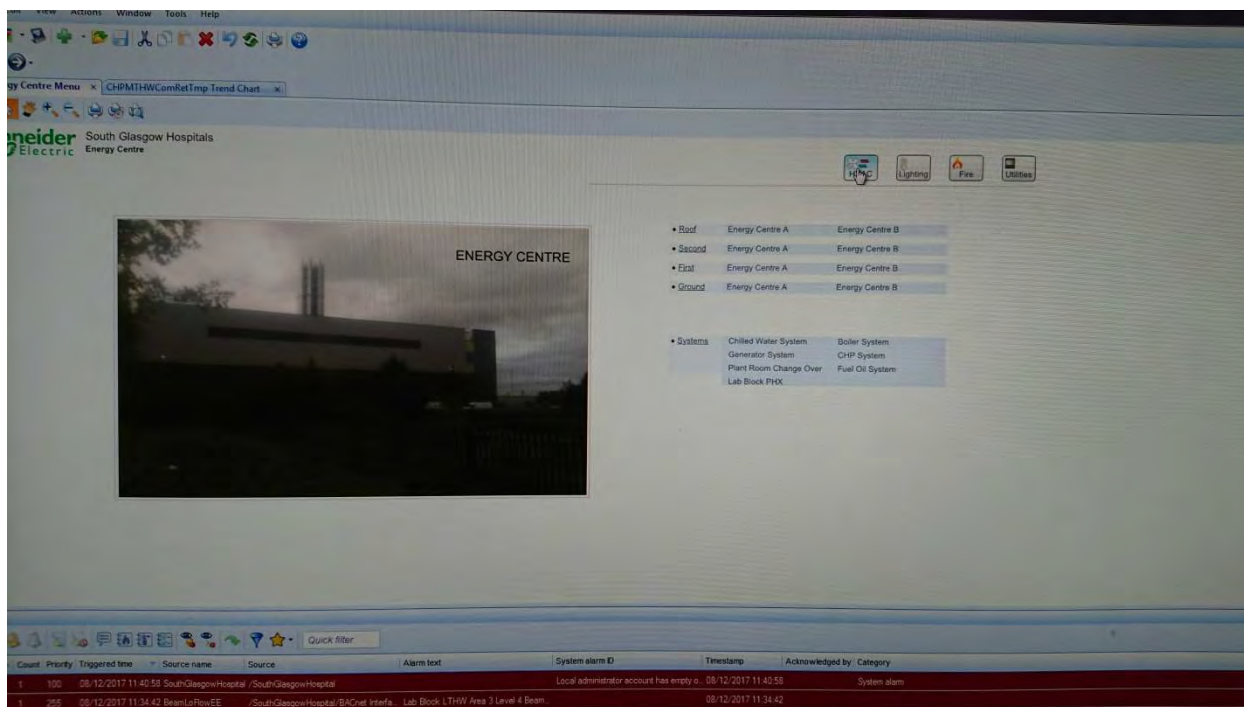 View Actions Window Tools Help
gy Centre Menu x CHPMTHWComRetTmp Trend Chart x
neider Electric
South Glasgow Hospitals
Energy Centre
HVAC Lighting Fire Utilities
ENERGY CENTRE
• Roof Energy Centre A Energy Centre B
• Second Energy Centre A Energy Centre B
• First Energy Centre A Energy Centre B
• Ground Energy Centre A Energy Centre B
• Systems Chilled Water System Boiler System
Generator System CHP System
Plant Room Change Over Fuel Oil System
Lab Block PHX
Quick filter
Count Priority Triggered time Source name Source Alarm text System alarm ID Timestamp Acknowledged by Category
1 100 08/12/2017 11:40:58 SouthGlasgowHospital /SouthGlasgowHospital Local administrator account has empty o.. 08/12/2017 11:40:58 System alarm
1 255 08/12/2017 11:34:42 BeamLoFlowEE /SouthGlasgowHospital/BACnet Interfa... Lab Block LTHW Area 3 Level 4 Beam... 08/12/2017 11:34:42